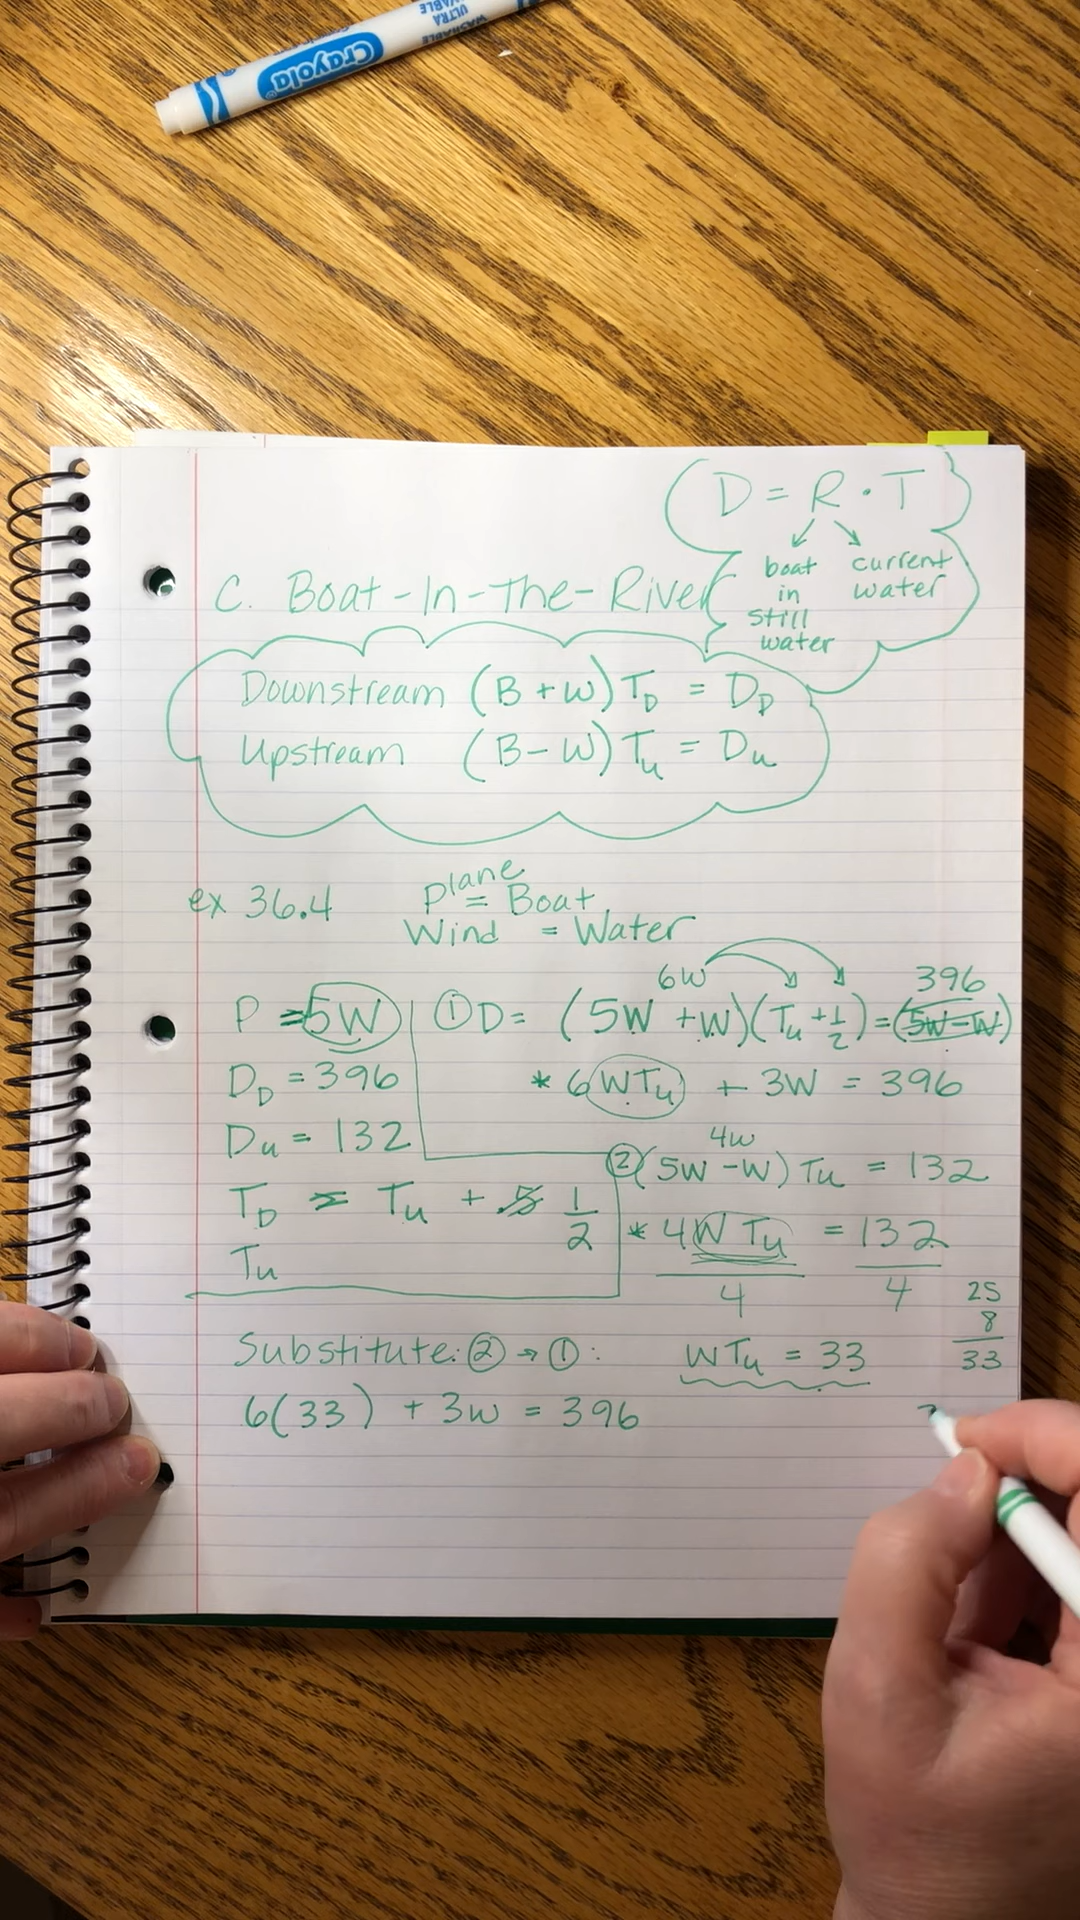 Crayola
ULTRA
WASHABLE
D = R · T
boat in still water
current water
C. Boat-In-The-River
Downstream (B + W) T_D = D_D
Upstream (B - W) T_u = D_u
ex 36.4
Plane = Boat
Wind = Water
6W
396
P = 5W
① D = (5W + W)(T_u + 1/2) = (5W - W)
D_D = 396
* 6WT_u + 3W = 396
D_u = 132
4W
② (5W - W) T_u = 132
T_D = T_u + .5 1/2
* 4WT_u = 132
4 4
T_u
25
8
33
Substitute: ② → ① :
WT_u = 33
6(33) + 3W = 396